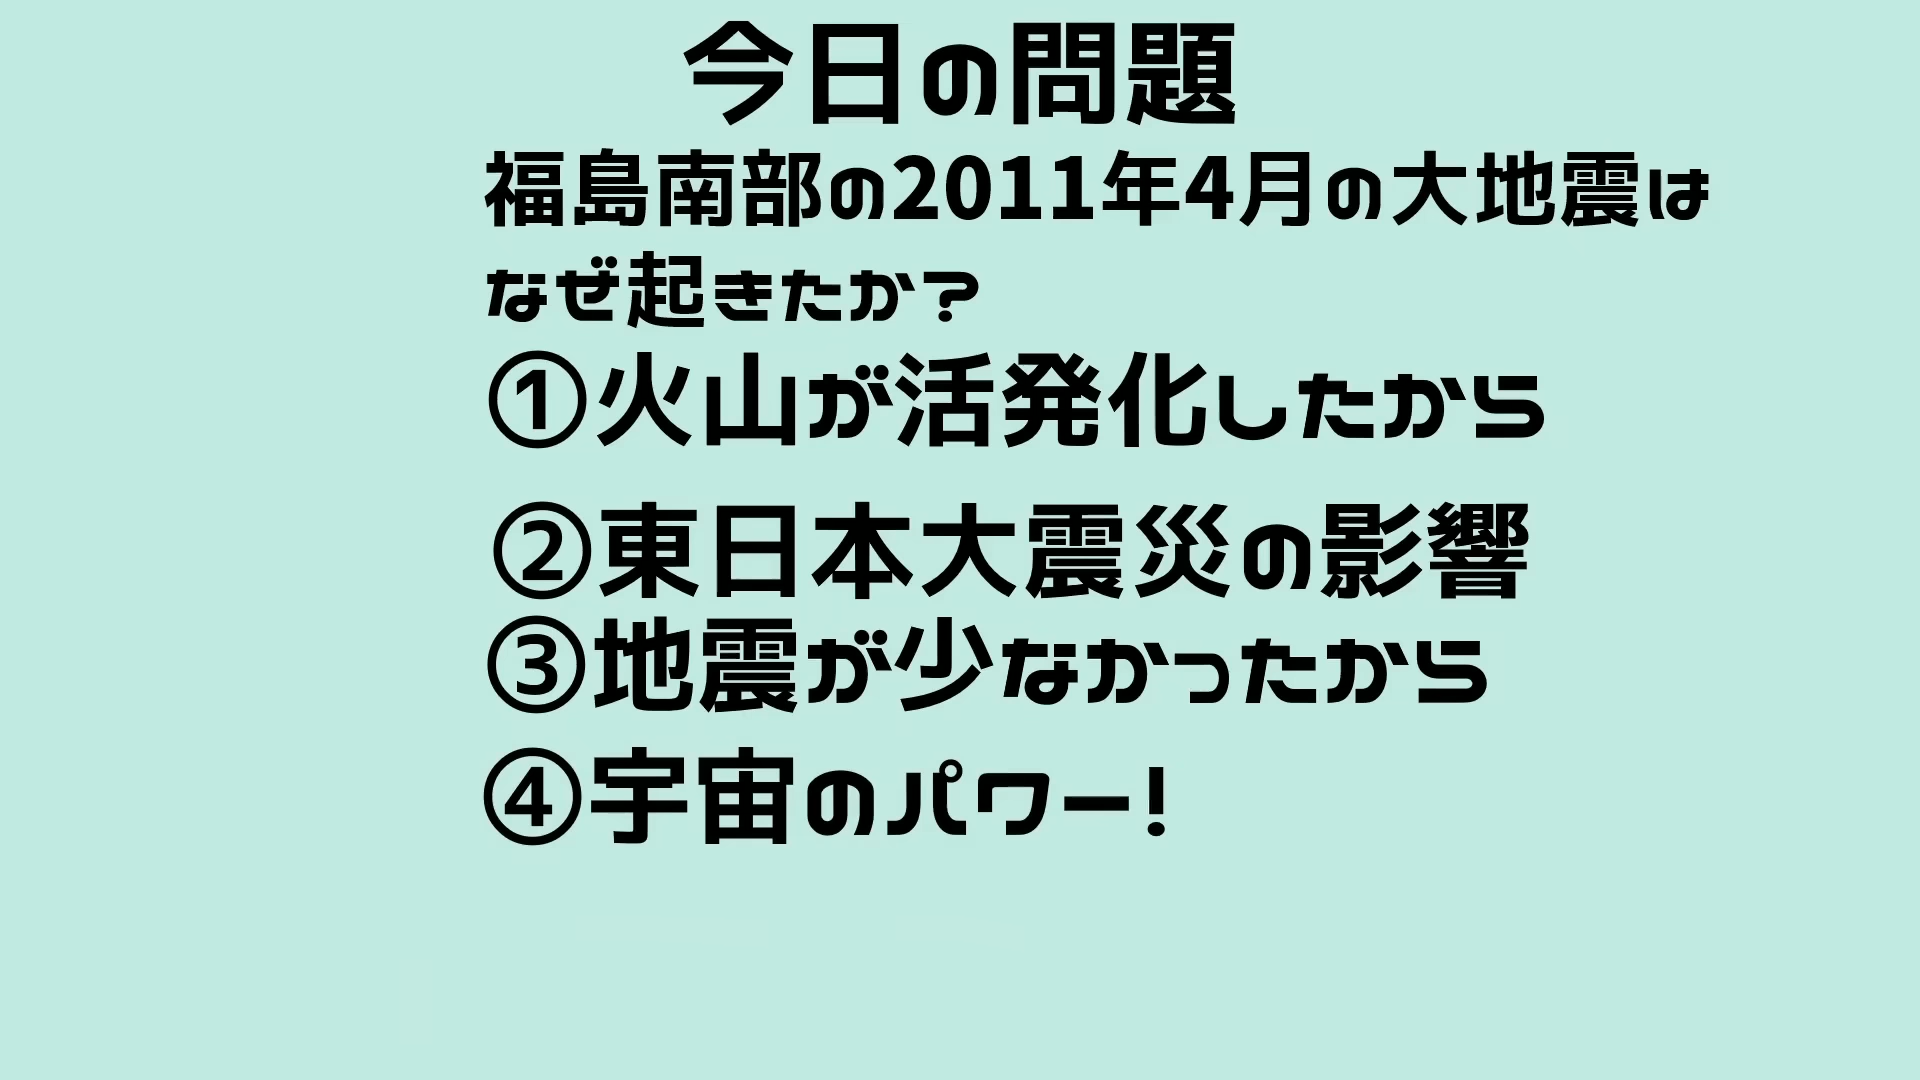 今日の問題
福島南部の2011年4月の大地震は
なぜ起きたか？
①火山が活発化したから
②東日本大震災の影響
③地震が少なかったから
④宇宙のパワー！